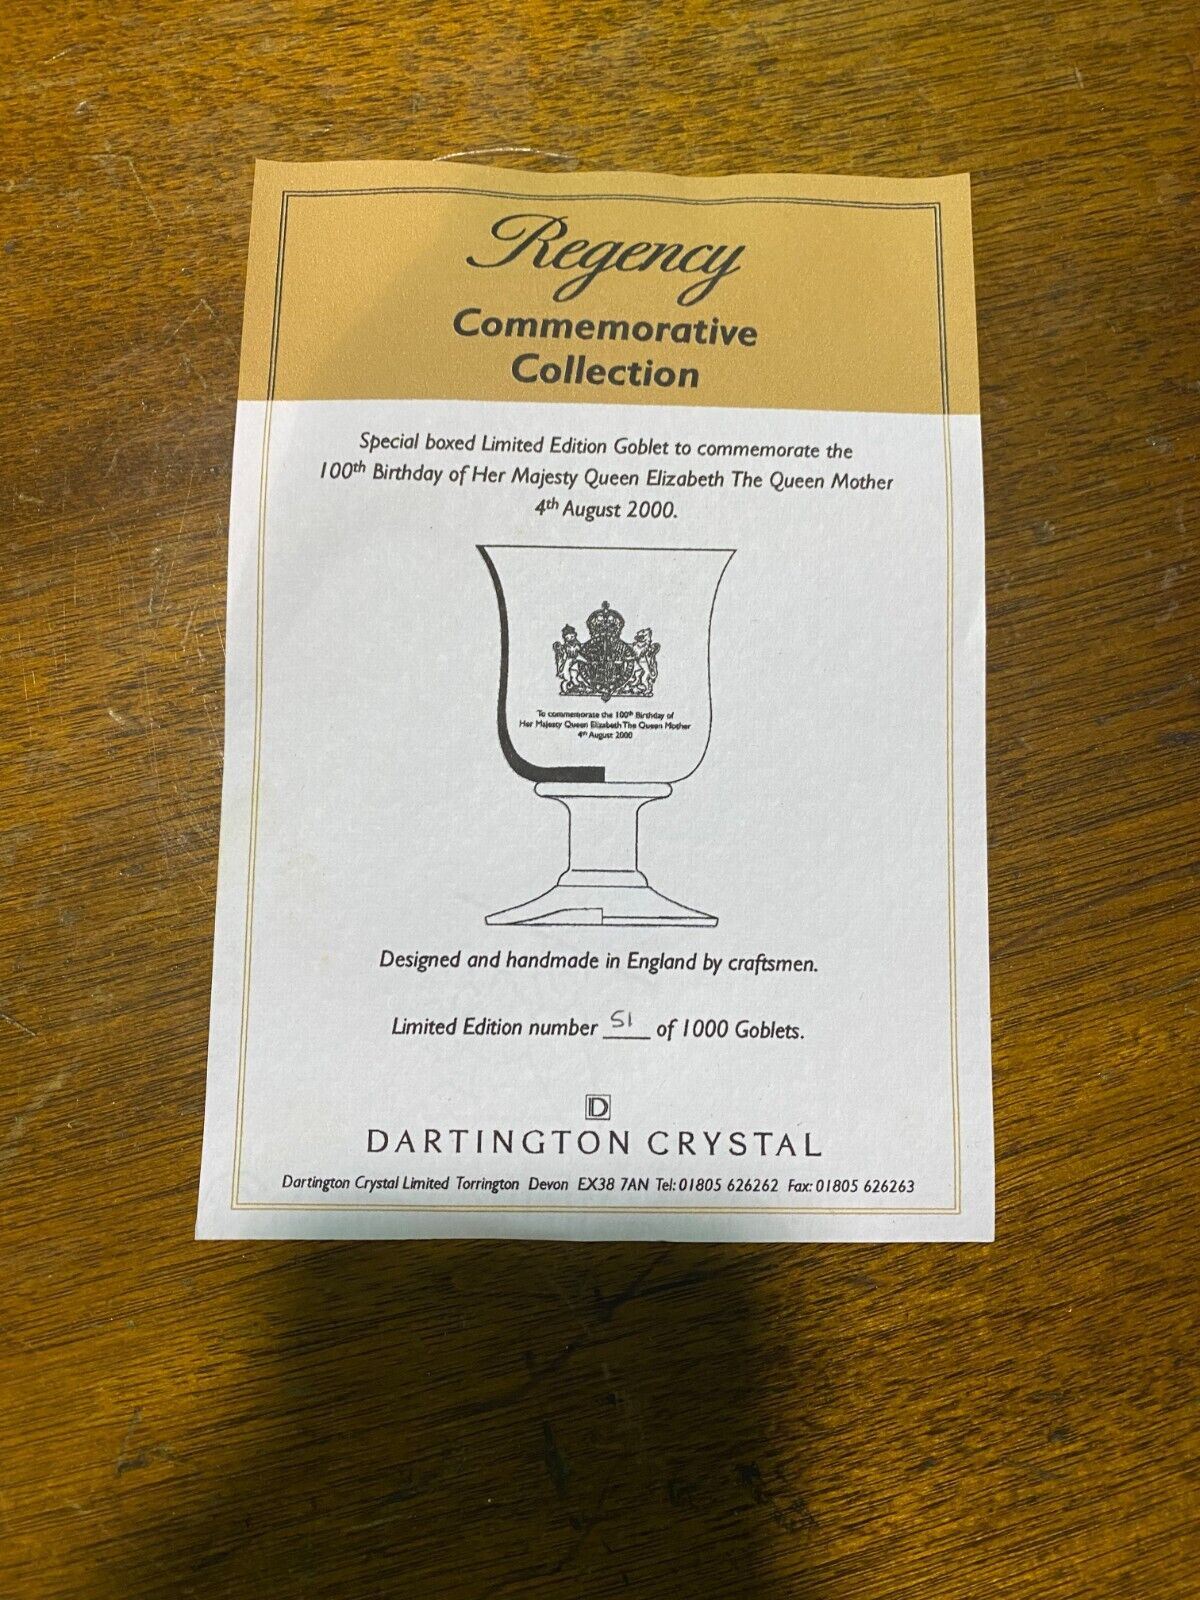 Regency
Commemorative
Collection
Special boxed Limited Edition Goblet to commemorate the
100th Birthday of Her Majesty Queen Elizabeth The Queen Mother
4th August 2000.
To commemorate the 100th Birthday of
Her Majesty Queen Elizabeth The Queen Mother
4th August 2000
Designed and handmade in England by craftsmen.
Limited Edition number 51 of 1000 Goblets.
D
DARTINGTON CRYSTAL
Dartington Crystal Limited Torrington Devon EX38 7AN Tel: 01805 626262 Fax: 01805 626263